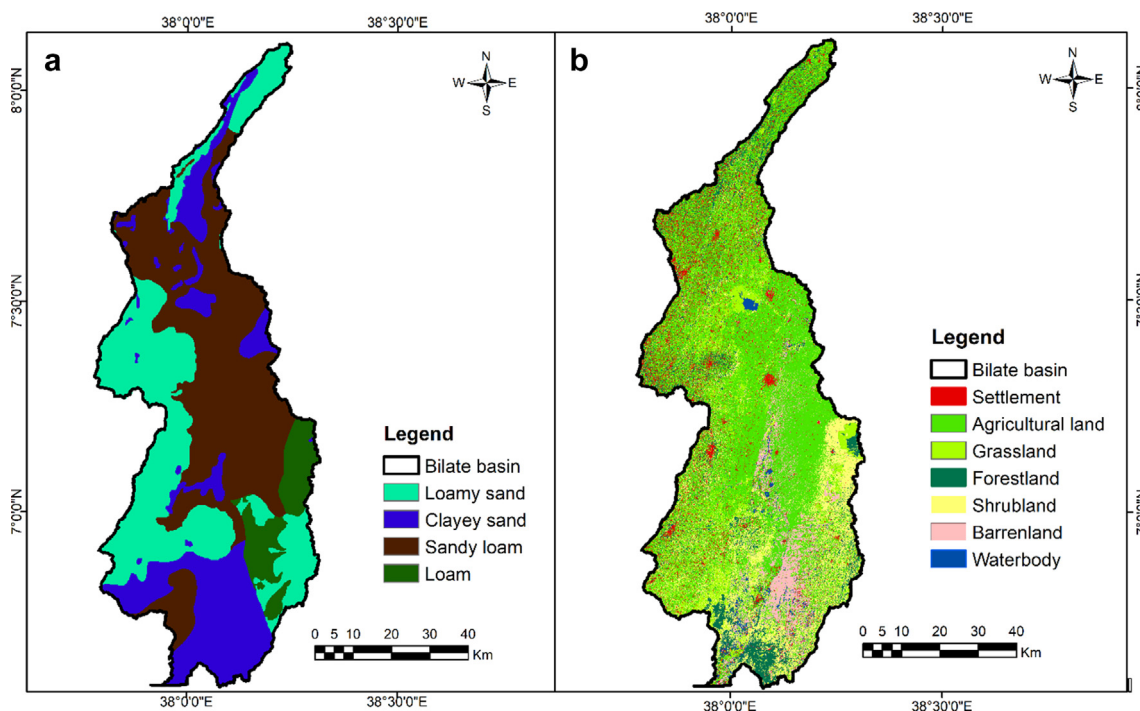 38°0'0"E 38°30'0"E 38°0'0"E 38°30'0"E
a
N
W E
S
b
N
W E
S
8°0'0"N
7°30'0"N
7°0'0"N
Legend
Bilate basin
Loamy sand
Clayey sand
Sandy loam
Loam
0 5 10 20 30 40
Km
Legend
Bilate basin
Settlement
Agricultural land
Grassland
Forestland
Shrubland
Barrenland
Waterbody
0 5 10 20 30 40
Km
38°0'0"E 38°30'0"E 38°0'0"E 38°30'0"E